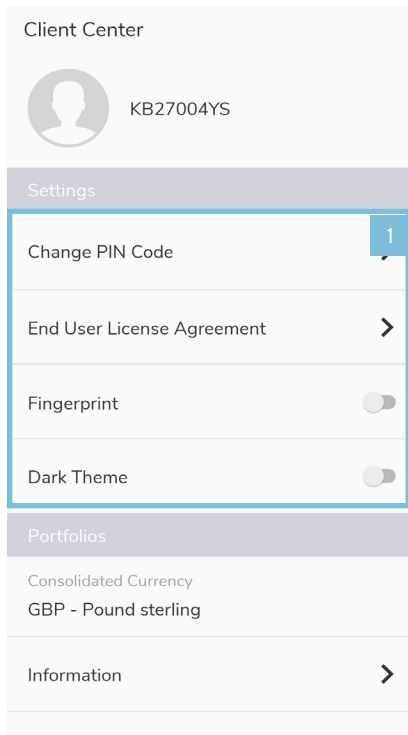 Client Center
KB27004YS
Settings
1
Change PIN Code
End User License Agreement
Fingerprint
Dark Theme
Portfolios
Consolidated Currency
GBP - Pound sterling
Information